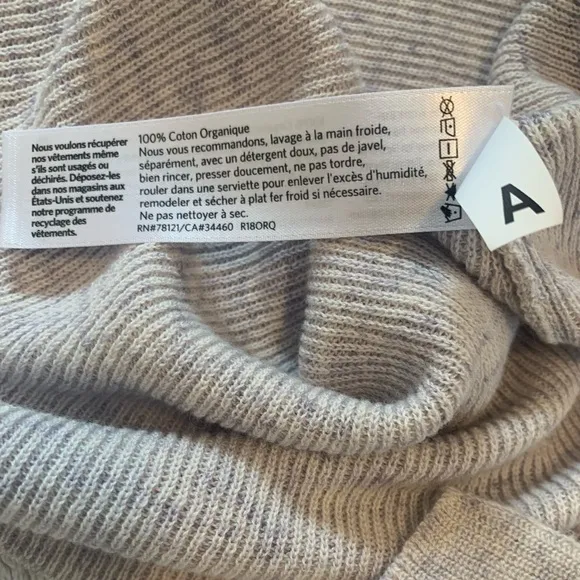 Nous voulons récupérer
nos vêtements même
s'ils sont usagés ou
déchirés. Déposez-les
dans nos magasins aux
États-Unis et soutenez
notre programme de
recyclage des
vêtements.
100% Coton Organique
Nous vous recommandons, lavage à la main froide,
séparément, avec un détergent doux, pas de javel,
bien rincer, presser doucement, ne pas tordre,
rouler dans une serviette pour enlever l'excès d'humidité,
remodeler et sécher à plat fer froid si nécessaire.
Ne pas nettoyer à sec.
RN#78121/CA#34460 R18ORQ
A